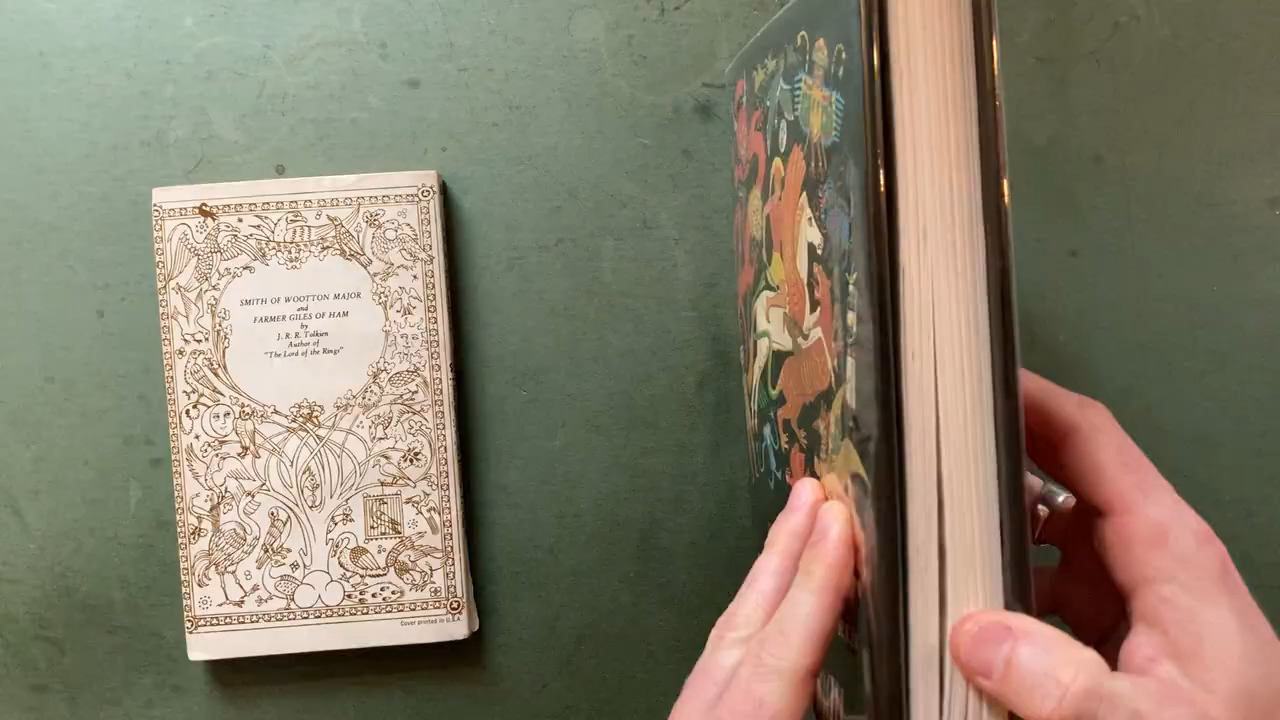 SMITH OF WOOTTON MAJOR
and
FARMER GILES OF HAM
by
J. R. R. Tolkien
Author of
"The Lord of the Rings"
Cover printed in U.S.A.